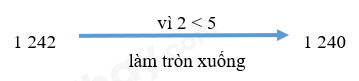 vì 2 < 5
1 242 1 240
làm tròn xuống